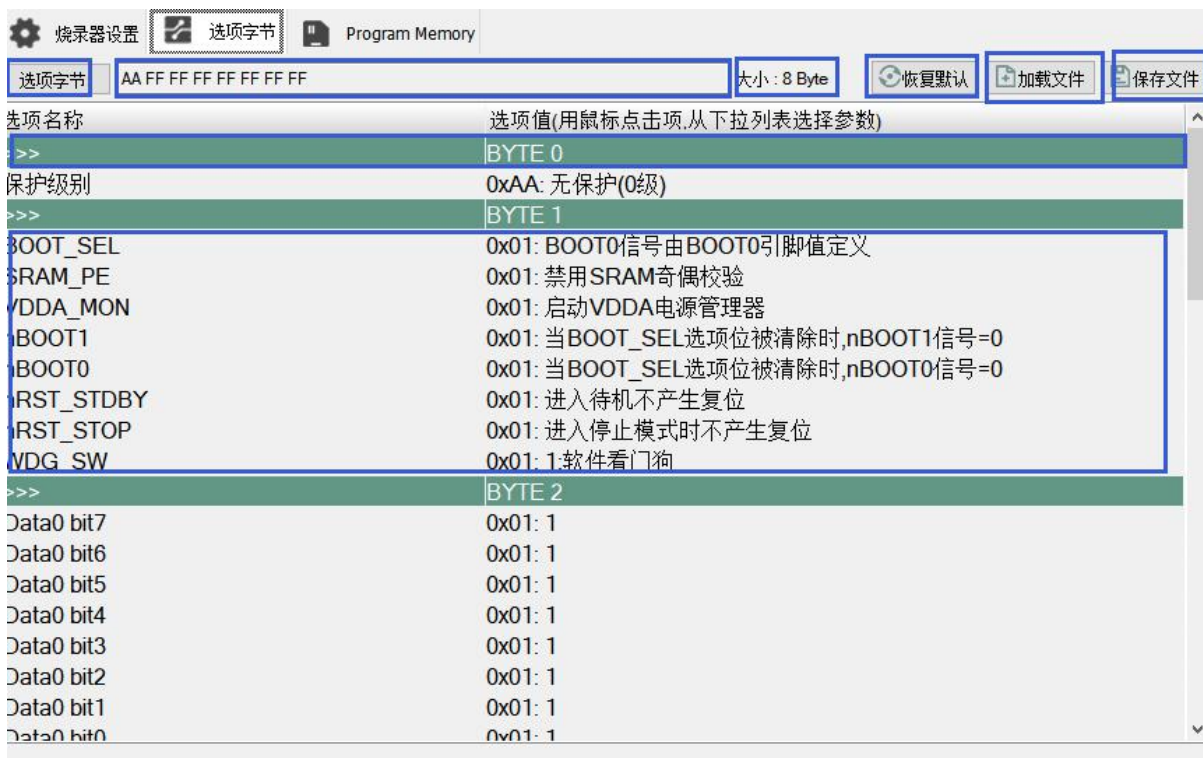 烧录器设置 选项字节 Program Memory
选项字节 AA FF FF FF FF FF FF FF 大小 : 8 Byte 恢复默认 加载文件 保存文件
选项名称 选项值(用鼠标点击项,从下拉列表选择参数)
>>> BYTE 0
保护级别 0xAA: 无保护(0级)
>>> BYTE 1
BOOT_SEL 0x01: BOOT0信号由BOOT0引脚值定义
SRAM_PE 0x01: 禁用SRAM奇偶校验
VDDA_MON 0x01: 启动VDDA电源管理器
nBOOT1 0x01: 当BOOT_SEL选项位被清除时,nBOOT1信号=0
nBOOT0 0x01: 当BOOT_SEL选项位被清除时,nBOOT0信号=0
nRST_STDBY 0x01: 进入待机不产生复位
nRST_STOP 0x01: 进入停止模式时不产生复位
WDG_SW 0x01: 1:软件看门狗
>>> BYTE 2
Data0 bit7 0x01: 1
Data0 bit6 0x01: 1
Data0 bit5 0x01: 1
Data0 bit4 0x01: 1
Data0 bit3 0x01: 1
Data0 bit2 0x01: 1
Data0 bit1 0x01: 1
Data0 bit0 0x01: 1